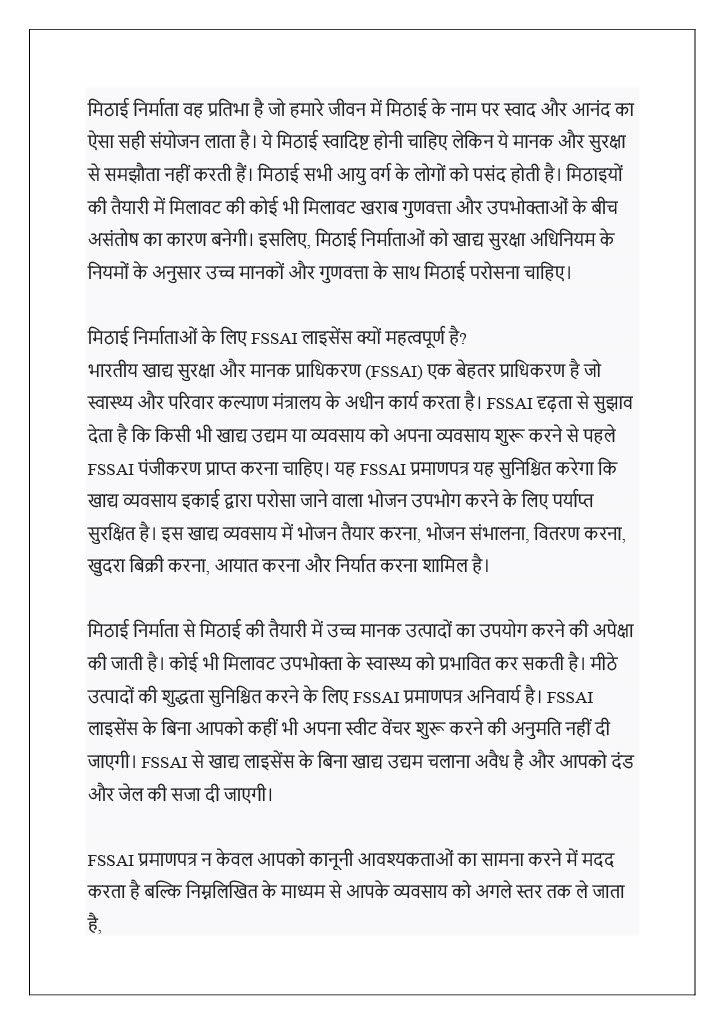 मिठाई निर्माता वह प्रतिभा है जो हमारे जीवन में मिठाई के नाम पर स्वाद और आनंद का
ऐसा सही संयोजन लाता है। ये मिठाई स्वादिष्ट होनी चाहिए लेकिन ये मानक और सुरक्षा
से समझौता नहीं करती हैं। मिठाई सभी आयु वर्ग के लोगों को पसंद होती है। मिठाइयों
की तैयारी में मिलावट की कोई भी मिलावट खराब गुणवत्ता और उपभोक्ताओं के बीच
असंतोष का कारण बनेगी। इसलिए, मिठाई निर्माताओं को खाद्य सुरक्षा अधिनियम के
नियमों के अनुसार उच्च मानकों और गुणवत्ता के साथ मिठाई परोसना चाहिए।
मिठाई निर्माताओं के लिए FSSAI लाइसेंस क्यों महत्वपूर्ण है?
भारतीय खाद्य सुरक्षा और मानक प्राधिकरण (FSSAI) एक बेहतर प्राधिकरण है जो
स्वास्थ्य और परिवार कल्याण मंत्रालय के अधीन कार्य करता है। FSSAI दृढ़ता से सुझाव
देता है कि किसी भी खाद्य उद्यम या व्यवसाय को अपना व्यवसाय शुरू करने से पहले
FSSAI पंजीकरण प्राप्त करना चाहिए। यह FSSAI प्रमाणपत्र यह सुनिश्चित करेगा कि
खाद्य व्यवसाय इकाई द्वारा परोसा जाने वाला भोजन उपभोग करने के लिए पर्याप्त
सुरक्षित है। इस खाद्य व्यवसाय में भोजन तैयार करना, भोजन संभालना, वितरण करना,
खुदरा बिक्री करना, आयात करना और निर्यात करना शामिल है।
मिठाई निर्माता से मिठाई की तैयारी में उच्च मानक उत्पादों का उपयोग करने की अपेक्षा
की जाती है। कोई भी मिलावट उपभोक्ता के स्वास्थ्य को प्रभावित कर सकती है। मीठे
उत्पादों की शुद्धता सुनिश्चित करने के लिए FSSAI प्रमाणपत्र अनिवार्य है। FSSAI
लाइसेंस के बिना आपको कहीं भी अपना स्वीट वेंचर शुरू करने की अनुमति नहीं दी
जाएगी। FSSAI से खाद्य लाइसेंस के बिना खाद्य उद्यम चलाना अवैध है और आपको दंड
और जेल की सजा दी जाएगी।
FSSAI प्रमाणपत्र न केवल आपको कानूनी आवश्यकताओं का सामना करने में मदद
करता है बल्कि निम्नलिखित के माध्यम से आपके व्यवसाय को अगले स्तर तक ले जाता
है,